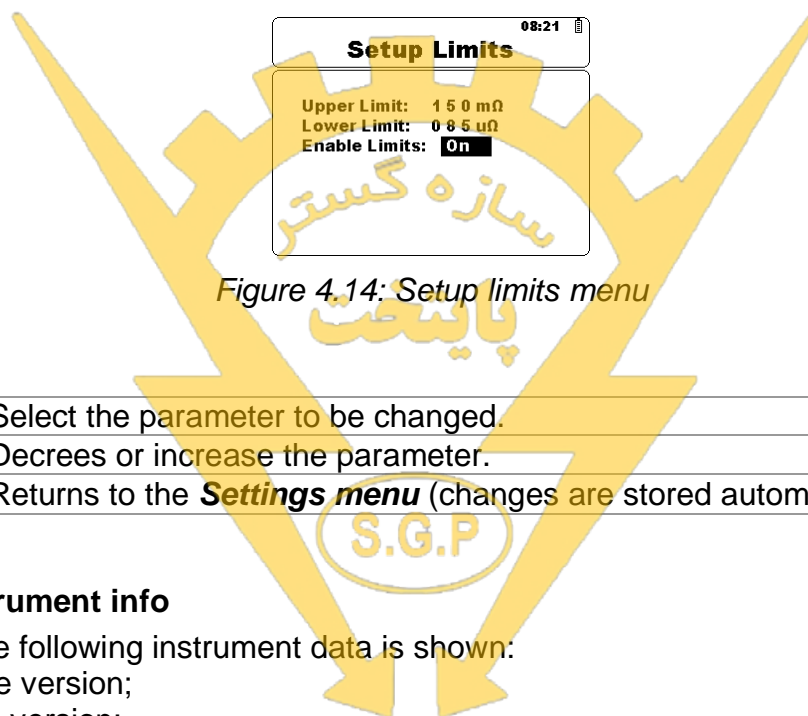 08:21
Setup Limits
Upper Limit: 1 5 0 mΩ
Lower Limit: 0 8 5 uΩ
Enable Limits: On
سازه گستر
Figure 4.14: Setup limits menu
پایتخت
Select the parameter to be changed.
Decrees or increase the parameter.
Returns to the Settings menu (changes are stored autom
S.G.P
rument info
e following instrument data is shown:
e version;
version;